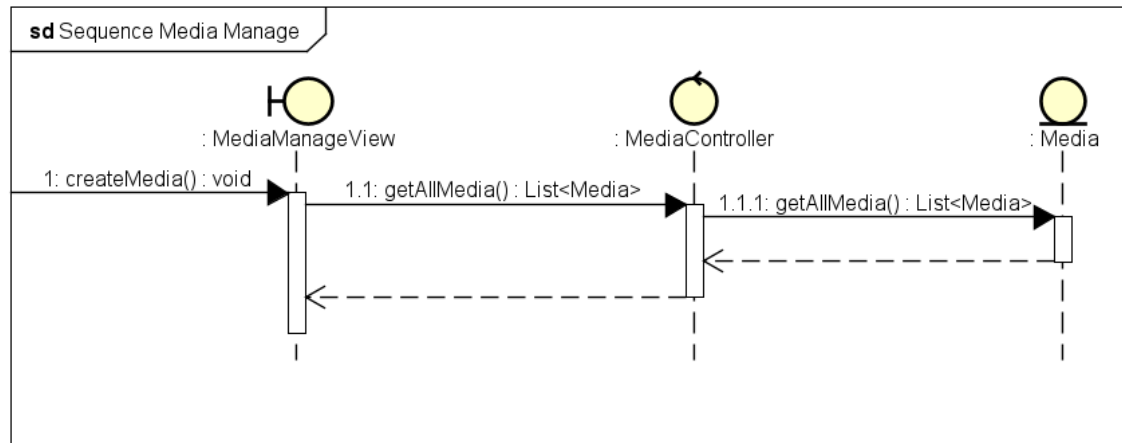 sd Sequence Media Manage
: MediaManageView
: MediaController
: Media
1: createMedia() : void
1.1: getAllMedia() : List<Media>
1.1.1: getAllMedia() : List<Media>